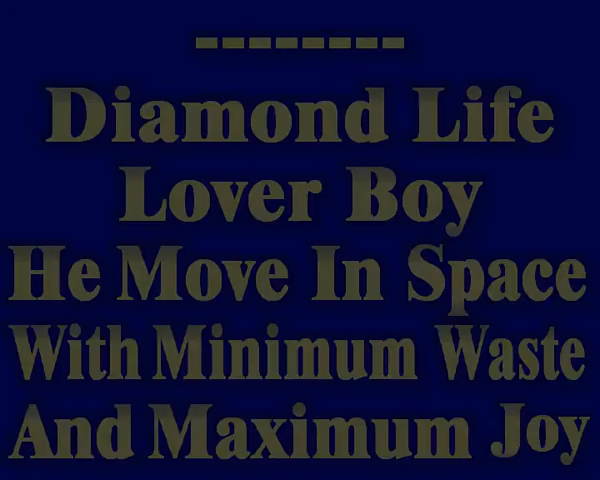 --------
Diamond Life
Lover Boy
He Move In Space
With Minimum Waste
And Maximum Joy